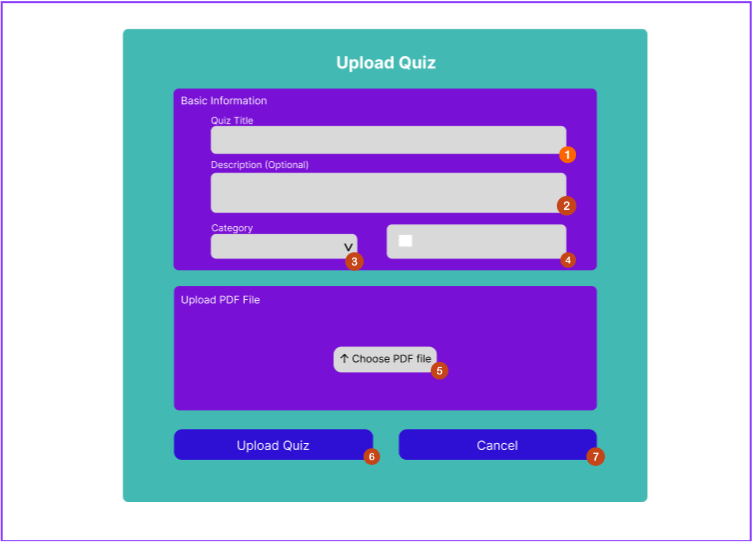 Upload Quiz
Basic Information
Quiz Title
1
Description (Optional)
2
Category
V
3
4
Upload PDF File
↑ Choose PDF file
5
Upload Quiz
6
Cancel
7